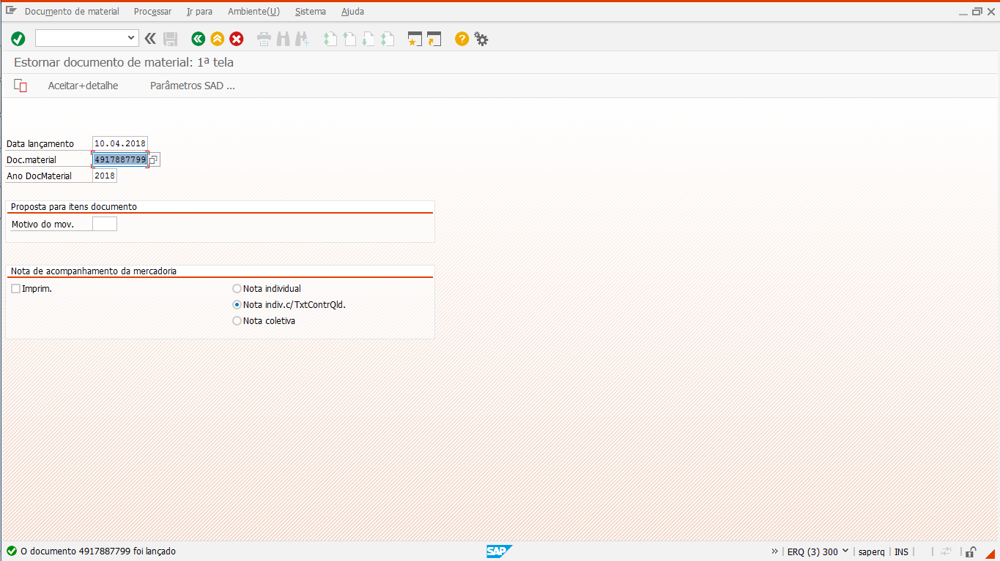 Documento de material Processar Ir para Ambiente(U) Sistema Ajuda
Estornar documento de material: 1ª tela
Aceitar+detalhe Parâmetros SAD ...
Data lançamento 10.04.2018
Doc.material 4917887799
Ano DocMaterial 2018
Proposta para itens documento
Motivo do mov.
Nota de acompanhamento da mercadoria
Imprim. Nota individual
Nota indiv.c/TxtContrQld.
Nota coletiva
O documento 4917887799 foi lançado SAP ERQ (3) 300 saperq INS